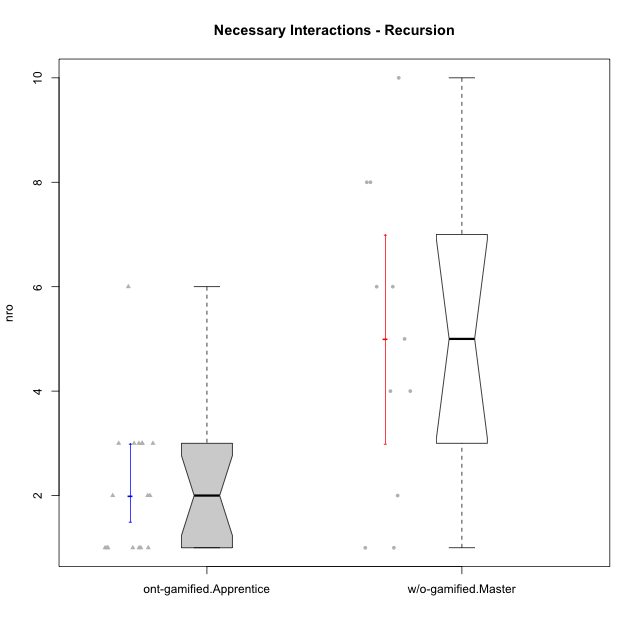 Necessary Interactions - Recursion
10
8
6
4
2
nro
ont-gamified.Apprentice
w/o-gamified.Master